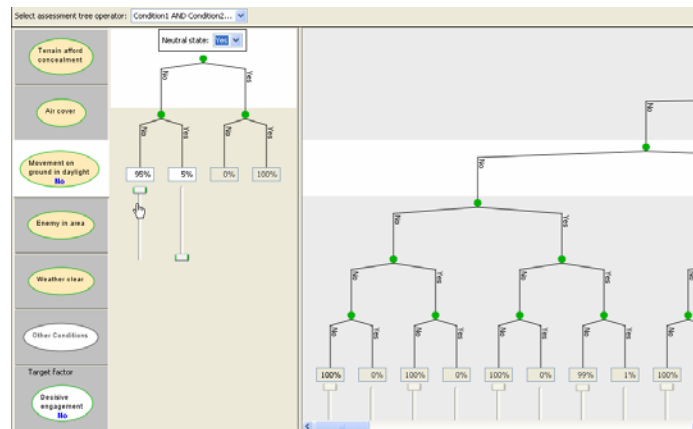 Select assessment tree operator: Condition1 AND Condition2...
Neutral state: Yes
Terrain afford
concealment
Air cover
Movement on
ground in daylight
No
Enemy in area
Weather clear
Other Conditions
Target factor
Decisive
engagement
No
No
Yes
No
Yes
No
Yes
95%
5%
0%
100%
No
No
No
Yes
No
Yes
No
Yes
No
No
Yes
No
Yes
No
Yes
No
Yes
No
100%
0%
100%
0%
100%
0%
99%
1%
100%